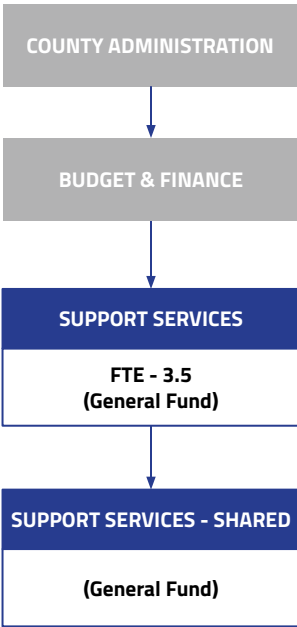 COUNTY ADMINISTRATION
BUDGET & FINANCE
SUPPORT SERVICES
FTE - 3.5
(General Fund)
SUPPORT SERVICES - SHARED
(General Fund)